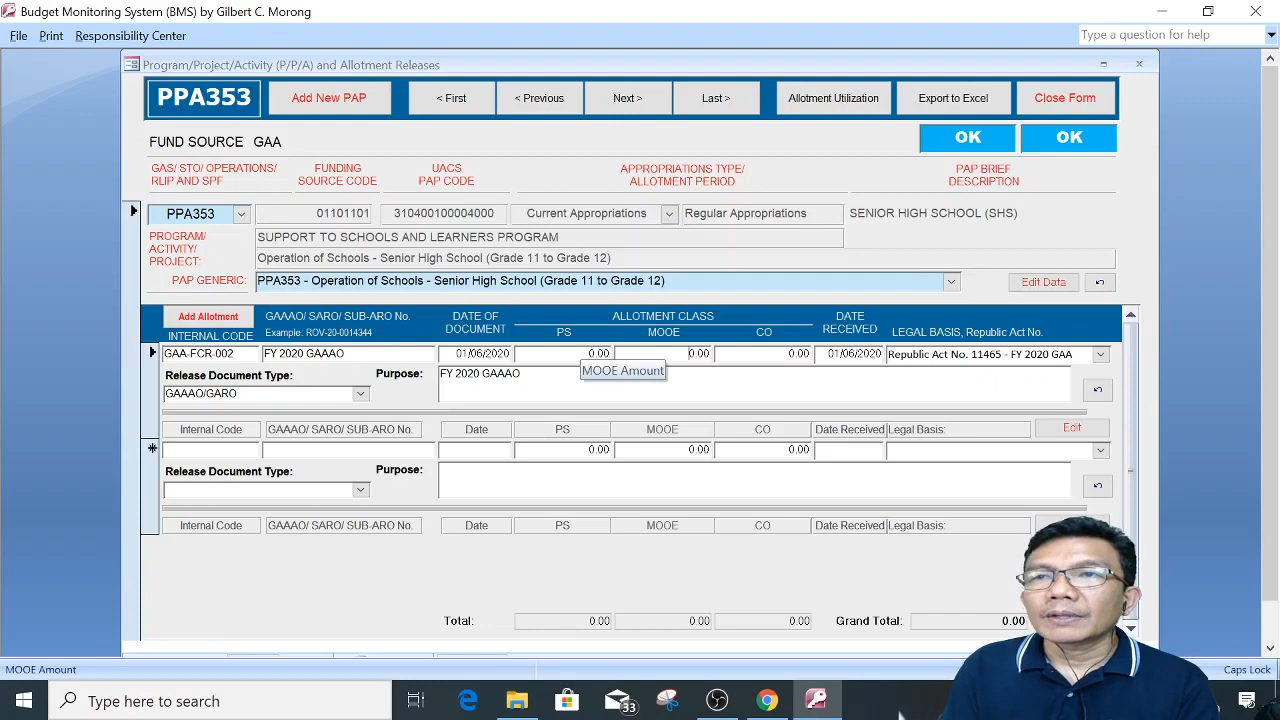 Budget Monitoring System (BMS) by Gilbert C. Morong
File Print Responsibility Center
Type a question for help
Program/Project/Activity (P/P/A) and Allotment Releases
PPA353 Add New PAP < First < Previous Next > Last > Allotment Utilization Export to Excel Close Form
FUND SOURCE GAA OK OK
GAS/ STO/ OPERATIONS/ RLIP AND SPF
FUNDING SOURCE CODE
UACS PAP CODE
APPROPRIATIONS TYPE/ ALLOTMENT PERIOD
PAP BRIEF DESCRIPTION
PPA353 01101101 310400100004000 Current Appropriations Regular Appropriations SENIOR HIGH SCHOOL (SHS)
PROGRAM/ ACTIVITY/ PROJECT:
SUPPORT TO SCHOOLS AND LEARNERS PROGRAM
Operation of Schools - Senior High School (Grade 11 to Grade 12)
PAP GENERIC: PPA353 - Operation of Schools - Senior High School (Grade 11 to Grade 12) Edit Data
Add Allotment GAAAO/ SARO/ SUB-ARO No. DATE OF DOCUMENT ALLOTMENT CLASS DATE RECEIVED
INTERNAL CODE Example: ROV-20-0014344 PS MOOE CO LEGAL BASIS, Republic Act No.
GAA-FCR-002 FY 2020 GAAAO 01/06/2020 0.00 0.00 0.00 01/06/2020 Republic Act No. 11465 - FY 2020 GAA
MOOE Amount
Release Document Type: Purpose: FY 2020 GAAAO
GAAAO/GARO
Internal Code GAAAO/ SARO/ SUB-ARO No. Date PS MOOE CO Date Received Legal Basis: Edit
0.00 0.00 0.00
Release Document Type: Purpose:
Internal Code GAAAO/ SARO/ SUB-ARO No. Date PS MOOE CO Date Received Legal Basis:
Total: 0.00 0.00 0.00 Grand Total: 0.00
MOOE Amount Caps Lock
Type here to search 33